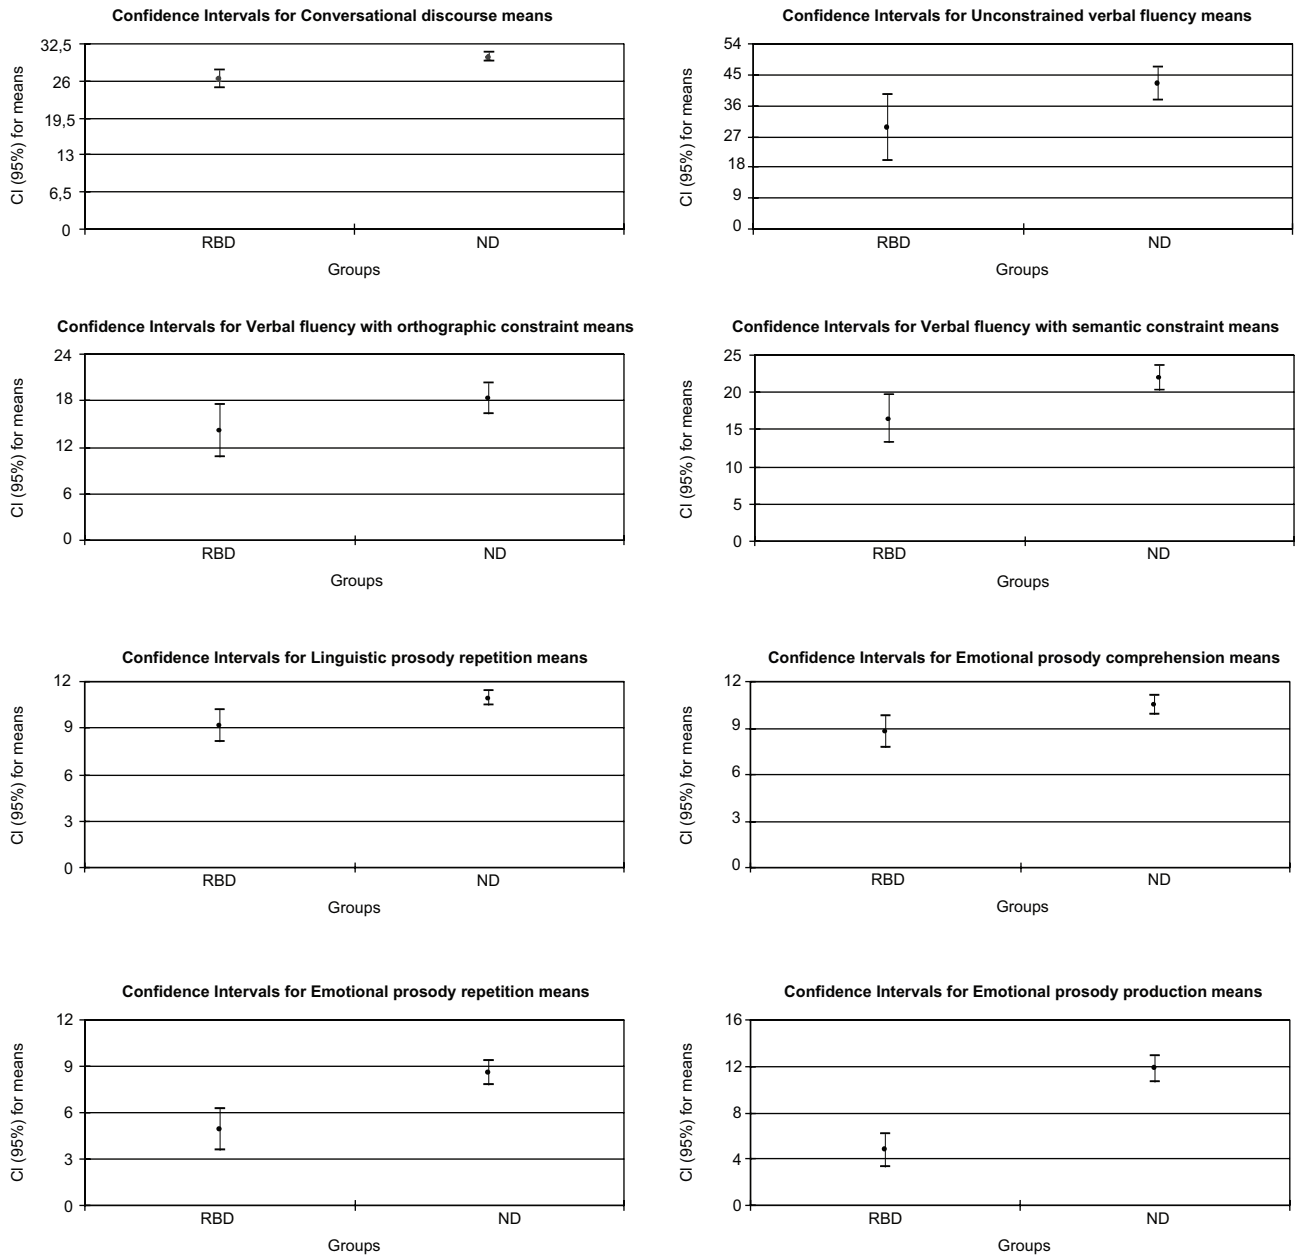 Confidence Intervals for Conversational discourse means
CI (95%) for means
32,5
26
19,5
13
6,5
0
RBD
ND
Groups
Confidence Intervals for Unconstrained verbal fluency means
CI (95%) for means
54
45
36
27
18
9
0
RBD
ND
Groups
Confidence Intervals for Verbal fluency with orthographic constraint means
CI (95%) for means
24
18
12
6
0
RBD
ND
Groups
Confidence Intervals for Verbal fluency with semantic constraint means
CI (95%) for means
25
20
15
10
5
0
RBD
ND
Groups
Confidence Intervals for Linguistic prosody repetition means
CI (95%) for means
12
9
6
3
0
RBD
ND
Groups
Confidence Intervals for Emotional prosody comprehension means
CI (95%) for means
12
9
6
3
0
RBD
ND
Groups
Confidence Intervals for Emotional prosody repetition means
CI (95%) for means
12
9
6
3
0
RBD
ND
Groups
Confidence Intervals for Emotional prosody production means
CI (95%) for means
16
12
8
4
0
RBD
ND
Groups